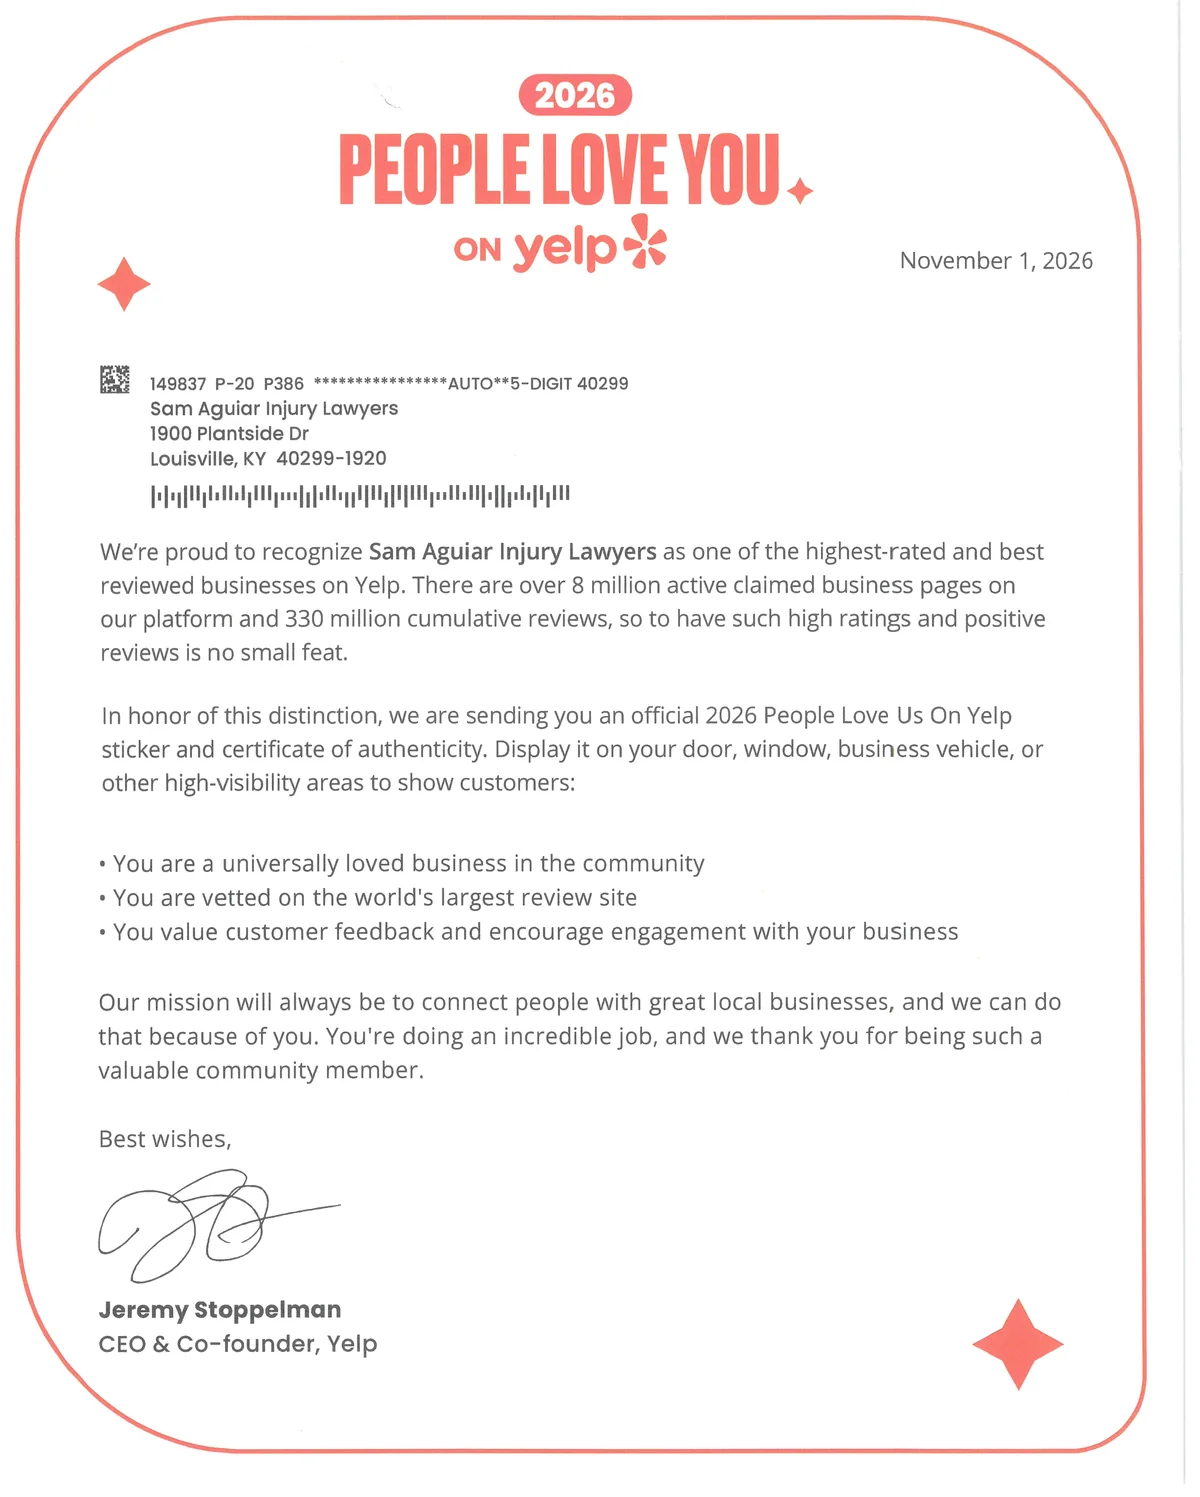 2026
PEOPLE LOVE YOU
ON yelp
November 1, 2026
149837 P-20 P386 ****************AUTO**5-DIGIT 40299
Sam Aguiar Injury Lawyers
1900 Plantside Dr
Louisville, KY 40299-1920
We’re proud to recognize Sam Aguiar Injury Lawyers as one of the highest-rated and best
reviewed businesses on Yelp. There are over 8 million active claimed business pages on
our platform and 330 million cumulative reviews, so to have such high ratings and positive
reviews is no small feat.
In honor of this distinction, we are sending you an official 2026 People Love Us On Yelp
sticker and certificate of authenticity. Display it on your door, window, business vehicle, or
other high-visibility areas to show customers:
• You are a universally loved business in the community
• You are vetted on the world's largest review site
• You value customer feedback and encourage engagement with your business
Our mission will always be to connect people with great local businesses, and we can do
that because of you. You're doing an incredible job, and we thank you for being such a
valuable community member.
Best wishes,
Jeremy Stoppelman
CEO & Co-founder, Yelp